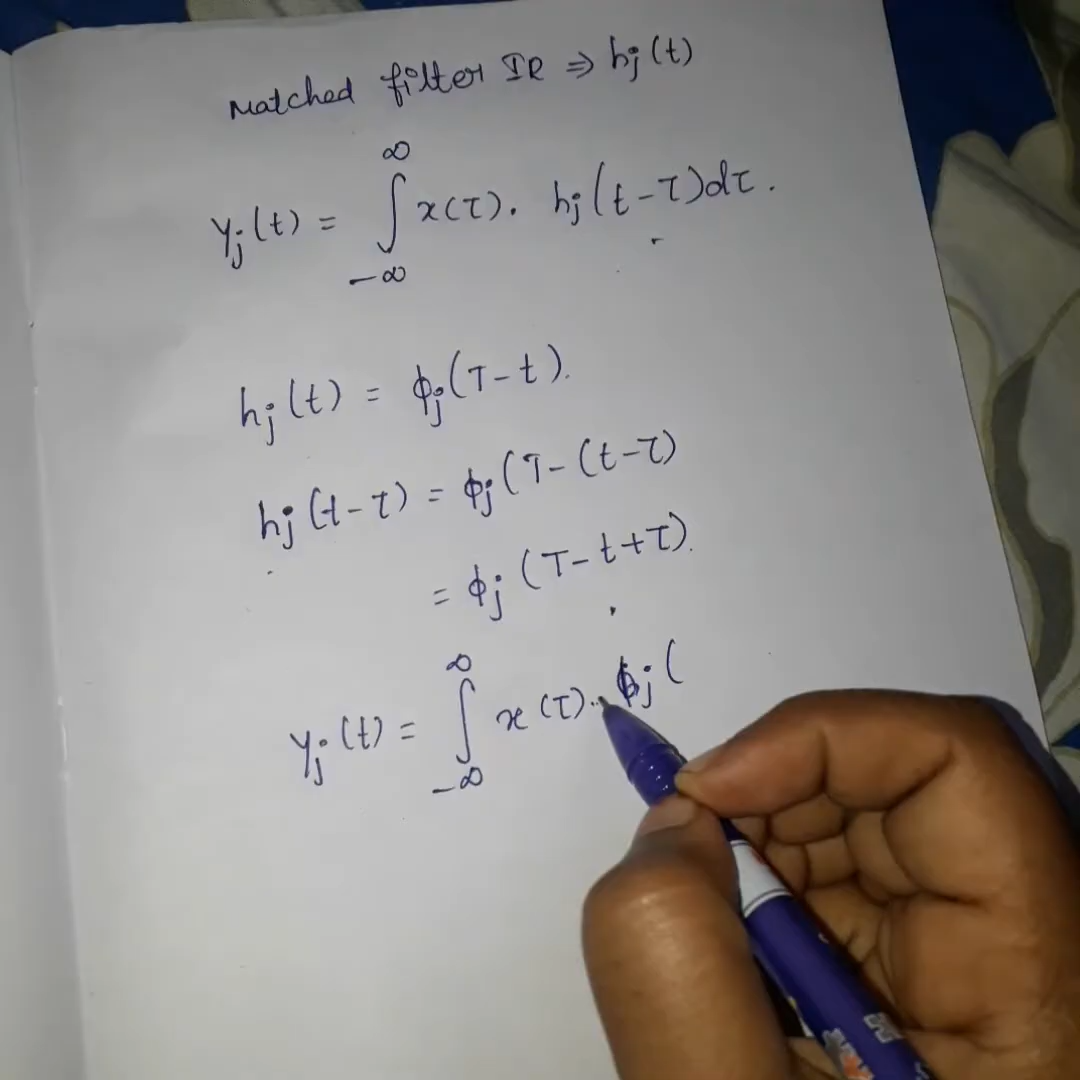 Matched filter IR ⇒ hj(t)
yj(t) = ∫_{-∞}^{∞} x(τ). hj(t-τ)dτ.
hj(t) = ϕj(T-t).
hj(t-τ) = ϕj(T-(t-τ)
= ϕj(T-t+τ).
yj(t) = ∫_{-∞}^{∞} x(τ). ϕj(